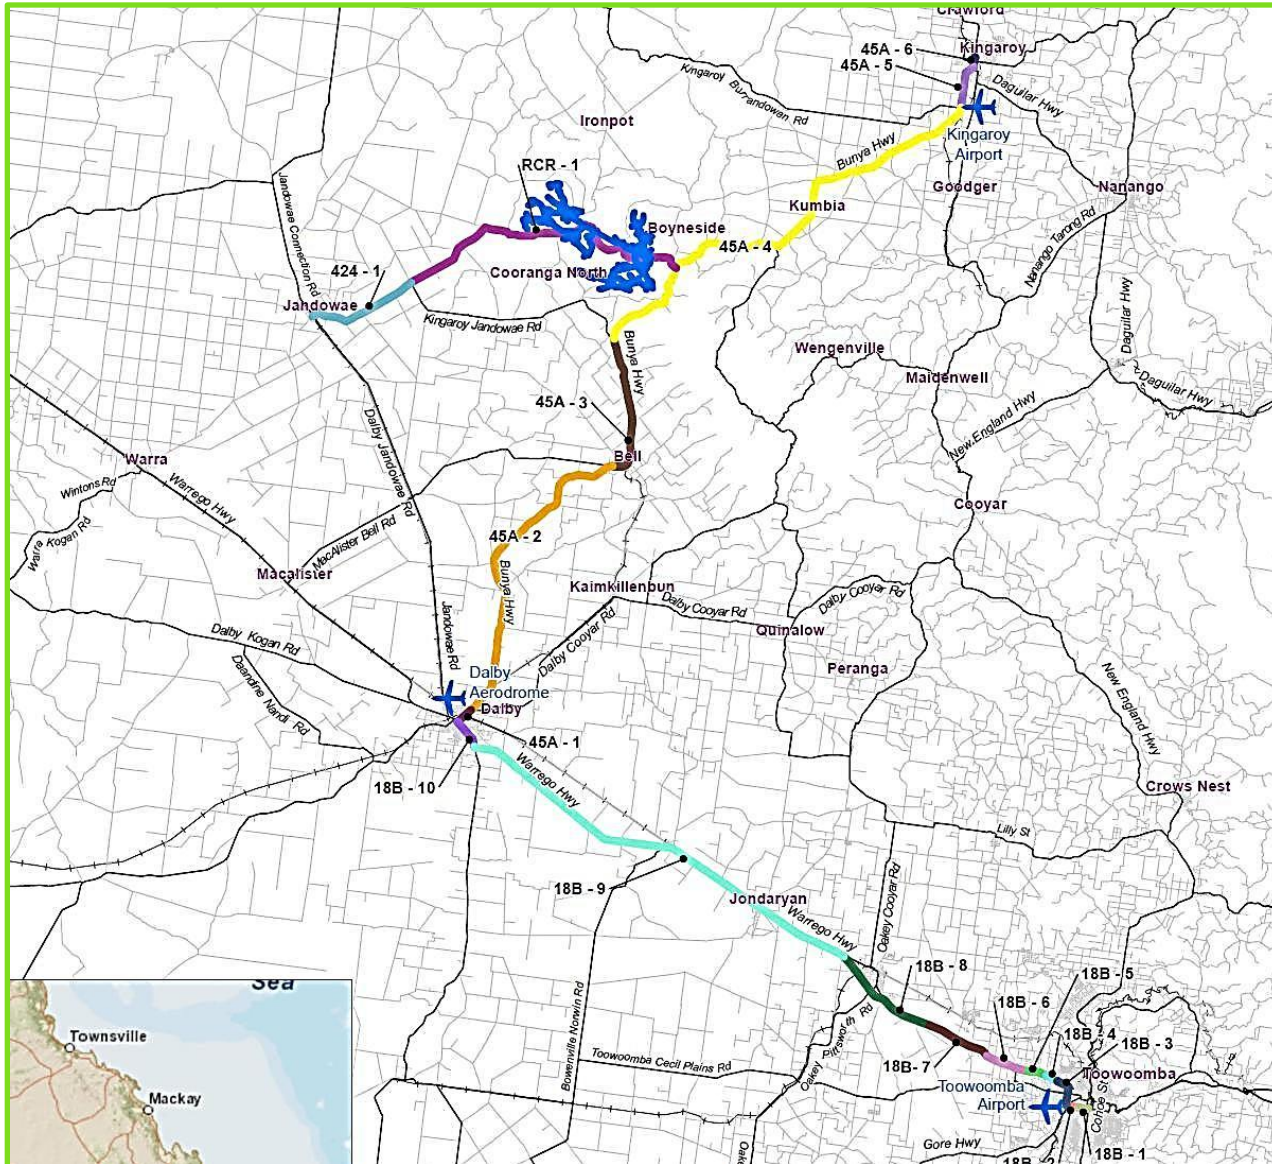 Crawford
45A - 6
Kingaroy
45A - 5
Kingaroy Burrandowan Rd
Daguilar Hwy
Ironpot
Kingaroy
Airport
Bunya Hwy
RCR - 1
Goodger
Nanango
Jandowae Connection Rd
Kumbia
Boyneside
45A - 4
Nanango Tarong Rd
424 - 1
Cooranga North
Jandowae
Kingaroy Jandowae Rd
Daguilar Hwy
Bunya Hwy
Wengenville
Maidenwell
Daguilar Hwy
45A - 3
New England Hwy
Dalby Jandowae Rd
Bell
Warra
Wintons Rd
Warrego Hwy
Cooyar
Warra Kogan Rd
MacAlister Bell Rd
45A - 2
Macalister
Bunya Hwy
Kaimkillenbun
Dalby Cooyar Rd
Dalby Cooyar Rd
Jandowae Rd
Dalby Cooyar Rd
Quinalow
Dalby Kogan Rd
Daandine Nandi Rd
Peranga
Dalby
Aerodrome
New England Hwy
Dalby
45A - 1
Warrego Hwy
18B - 10
Crows Nest
Lilly St
18B - 9
Jondaryan
Warrego Hwy
Oakey Cooyar Rd
18B - 8
18B - 5
Sea
18B - 6
Bowenville Norwin Rd
Oakey Pittsworth Rd
18B - 4
18B - 3
Townsville
Toowoomba Cecil Plains Rd
18B- 7
Toowoomba
Toowoomba
Airport
Mackay
Cohoe St
Gore Hwy
Oake
18B - 2
18B - 1